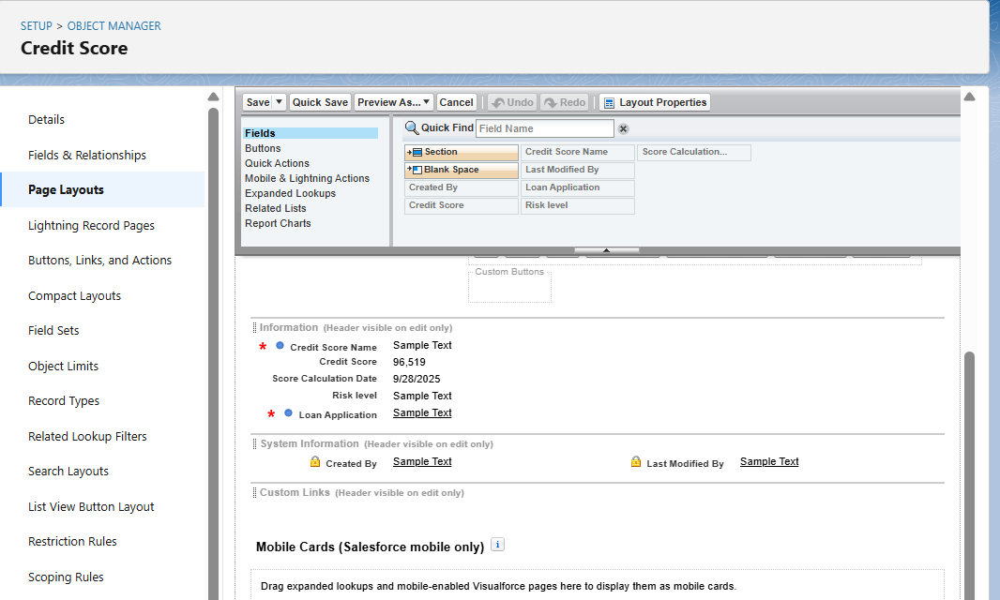 SETUP > OBJECT MANAGER
Credit Score
Details
Fields & Relationships
Page Layouts
Lightning Record Pages
Buttons, Links, and Actions
Compact Layouts
Field Sets
Object Limits
Record Types
Related Lookup Filters
Search Layouts
List View Button Layout
Restriction Rules
Scoping Rules
Save Quick Save Preview As... Cancel Undo Redo Layout Properties
Fields
Buttons
Quick Actions
Mobile & Lightning Actions
Expanded Lookups
Related Lists
Report Charts
Quick Find Field Name
Section Credit Score Name Score Calculation...
Blank Space Last Modified By
Created By Loan Application
Credit Score Risk level
Custom Buttons
Information (Header visible on edit only)
* Credit Score Name Sample Text
Credit Score 96,519
Score Calculation Date 9/28/2025
Risk level Sample Text
* Loan Application Sample Text
System Information (Header visible on edit only)
Created By Sample Text Last Modified By Sample Text
Custom Links (Header visible on edit only)
Mobile Cards (Salesforce mobile only) i
Drag expanded lookups and mobile-enabled Visualforce pages here to display them as mobile cards.